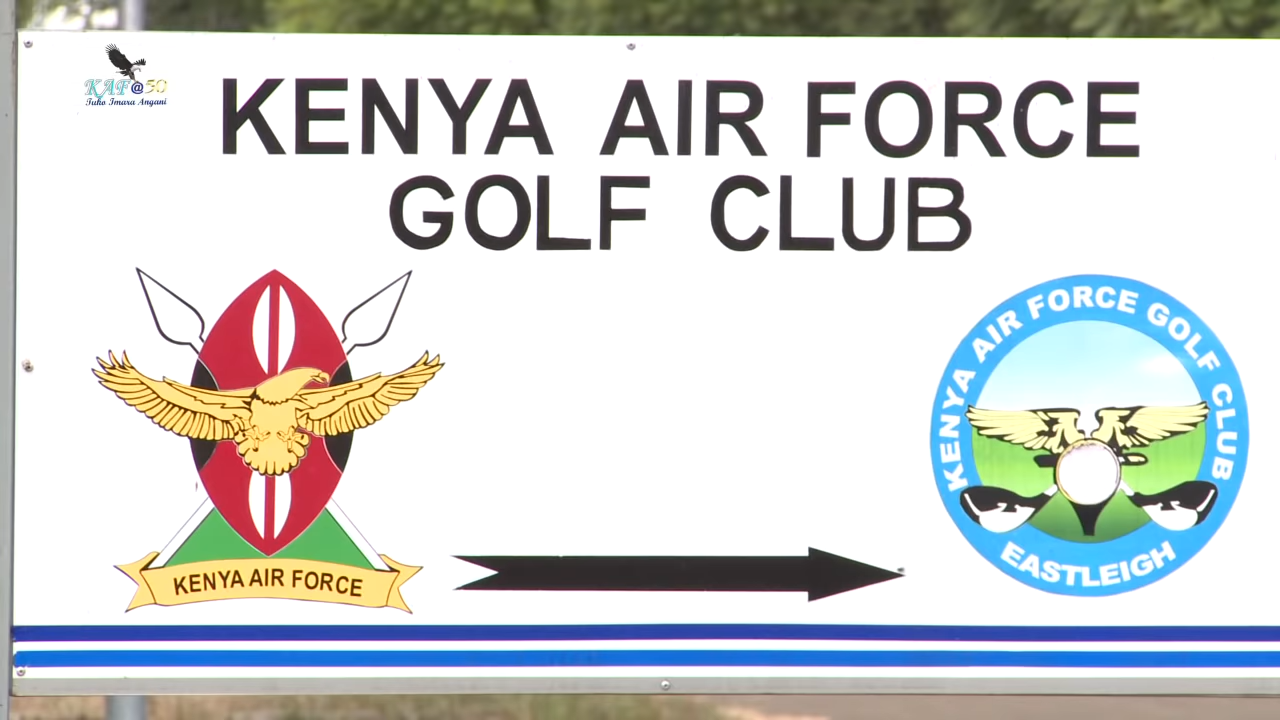 KAF@50
Tuko Imara Angani
KENYA AIR FORCE
GOLF CLUB
KENYA AIR FORCE
KENYA AIR FORCE GOLF CLUB
EASTLEIGH